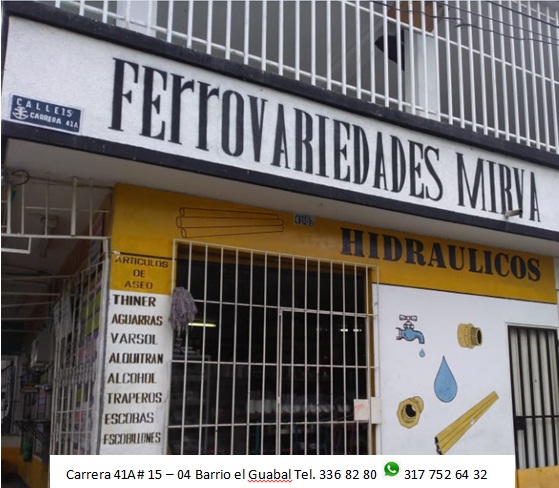 FERROVARIEDADES MIRVA
CALLE 15
CARRERA 41A
HIDRAULICOS
ARTICULOS
DE
ASEO
THINER
AGUARRAS
VARSOL
ALQUITRAN
ALCOHOL
TRAPEROS
ESCOBAS
ESCOBILLONES
Carrera 41A# 15 – 04 Barrio el Guabal Tel. 336 82 80 317 752 64 32